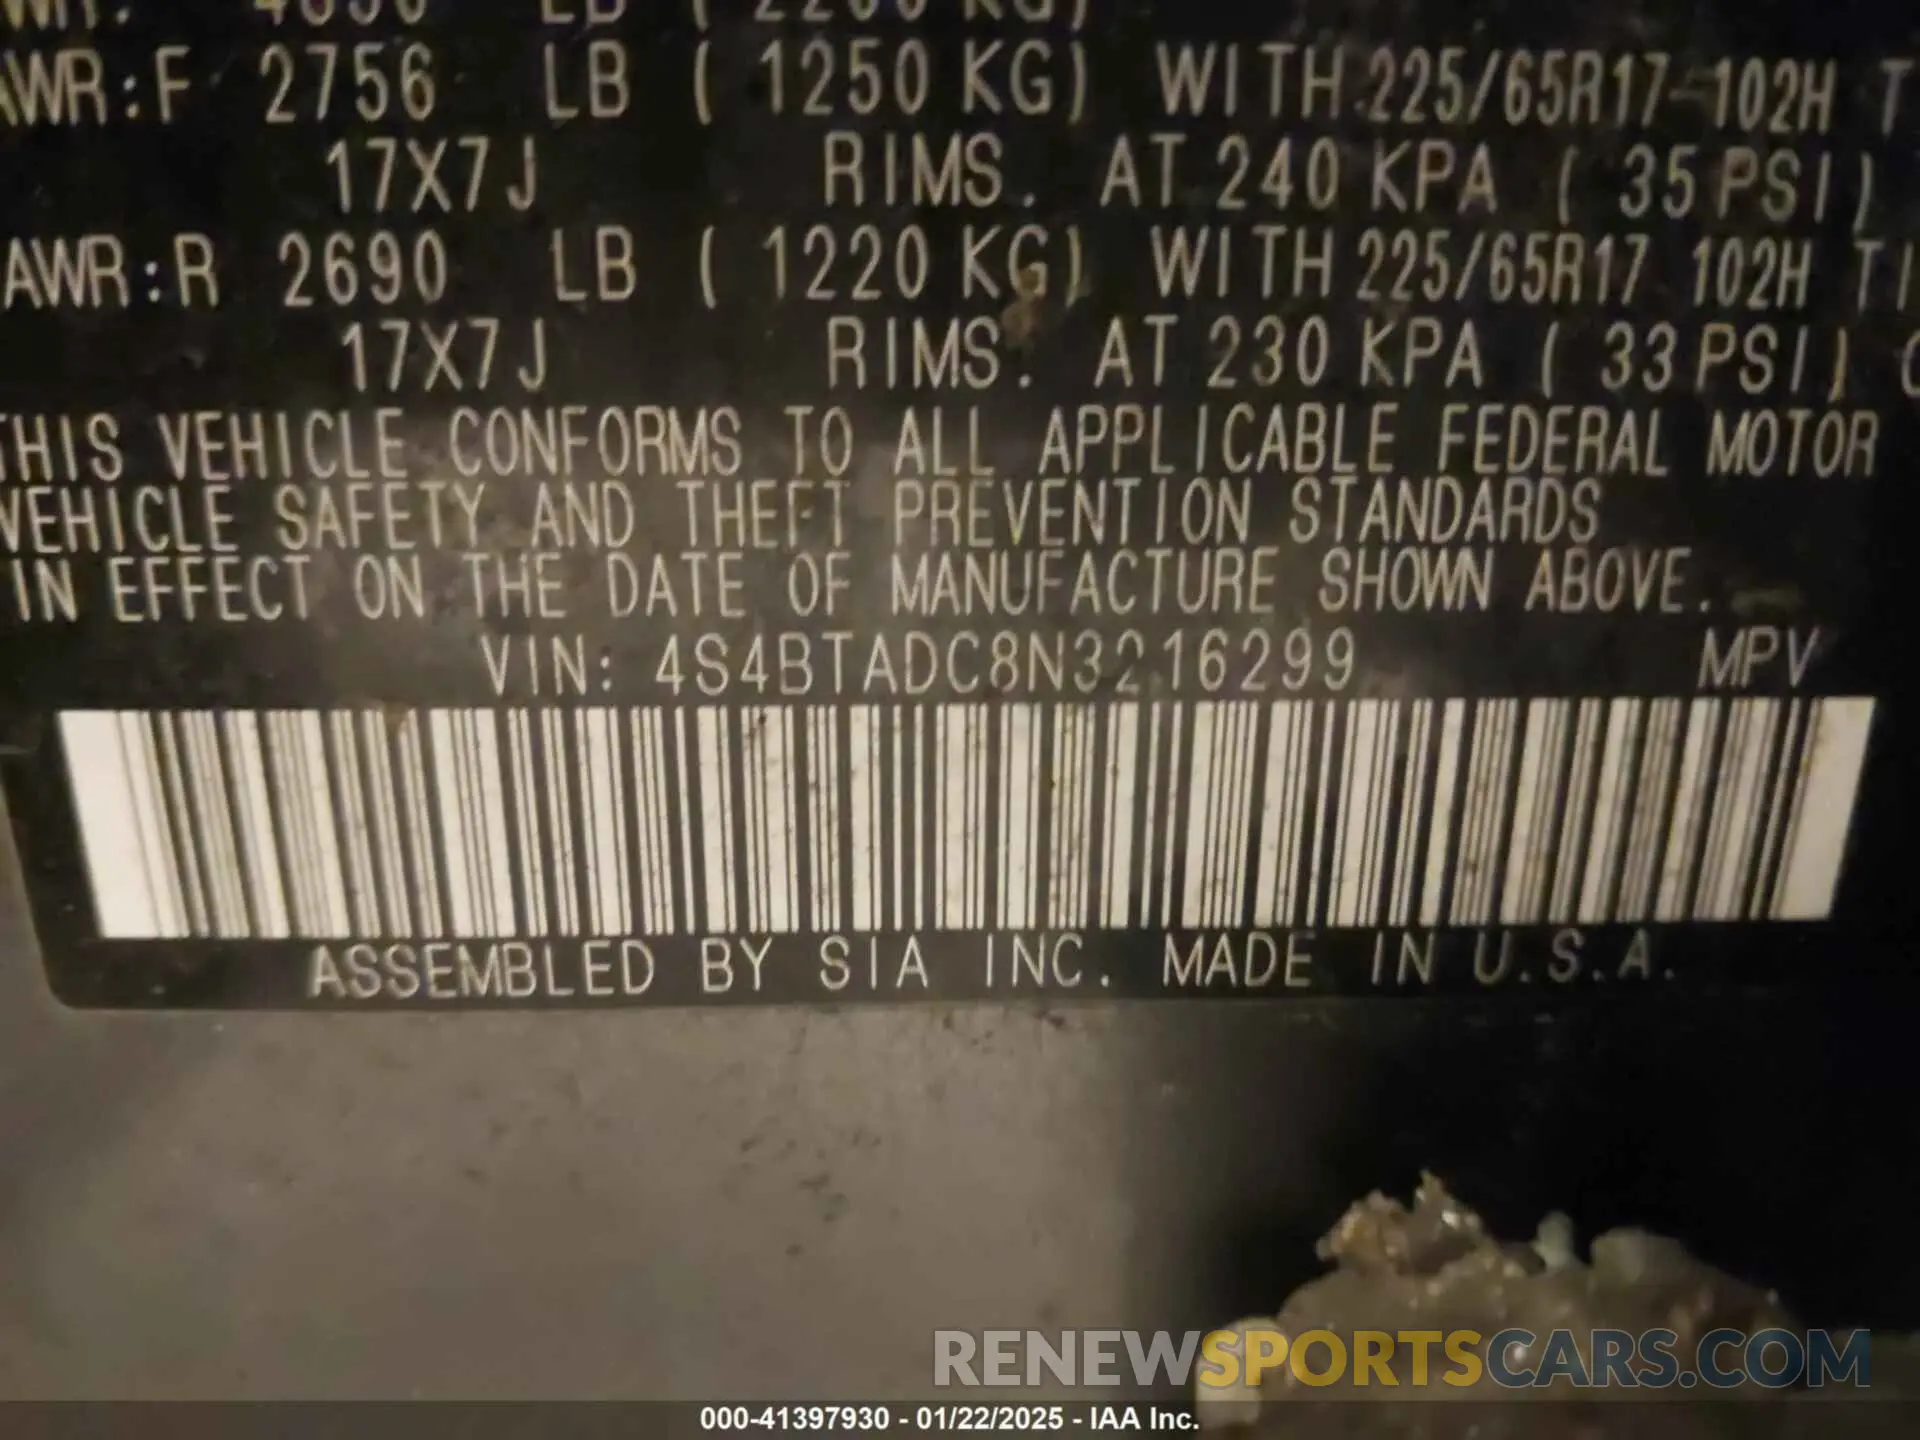 LB (
AWR:F 2756 LB ( 1250 KG) WITH 225/65R17 102H
17X7J RIMS. AT 240 KPA ( 35 PSI)
AWR:R 2690 LB ( 1220 KG) WITH 225/65R17 102H
17X7J RIMS. AT 230 KPA ( 33 PSI)
THIS VEHICLE CONFORMS TO ALL APPLICABLE FEDERAL MOTOR
VEHICLE SAFETY AND THEFT PREVENTION STANDARDS
IN EFFECT ON THE DATE OF MANUFACTURE SHOWN ABOVE.
VIN: 4S4BTADC8N3216299 MPV
ASSEMBLED BY SIA INC. MADE IN U.S.A.
RENEWSPORTSCARS.COM
000-41397930 - 01/22/2025 - IAA Inc.